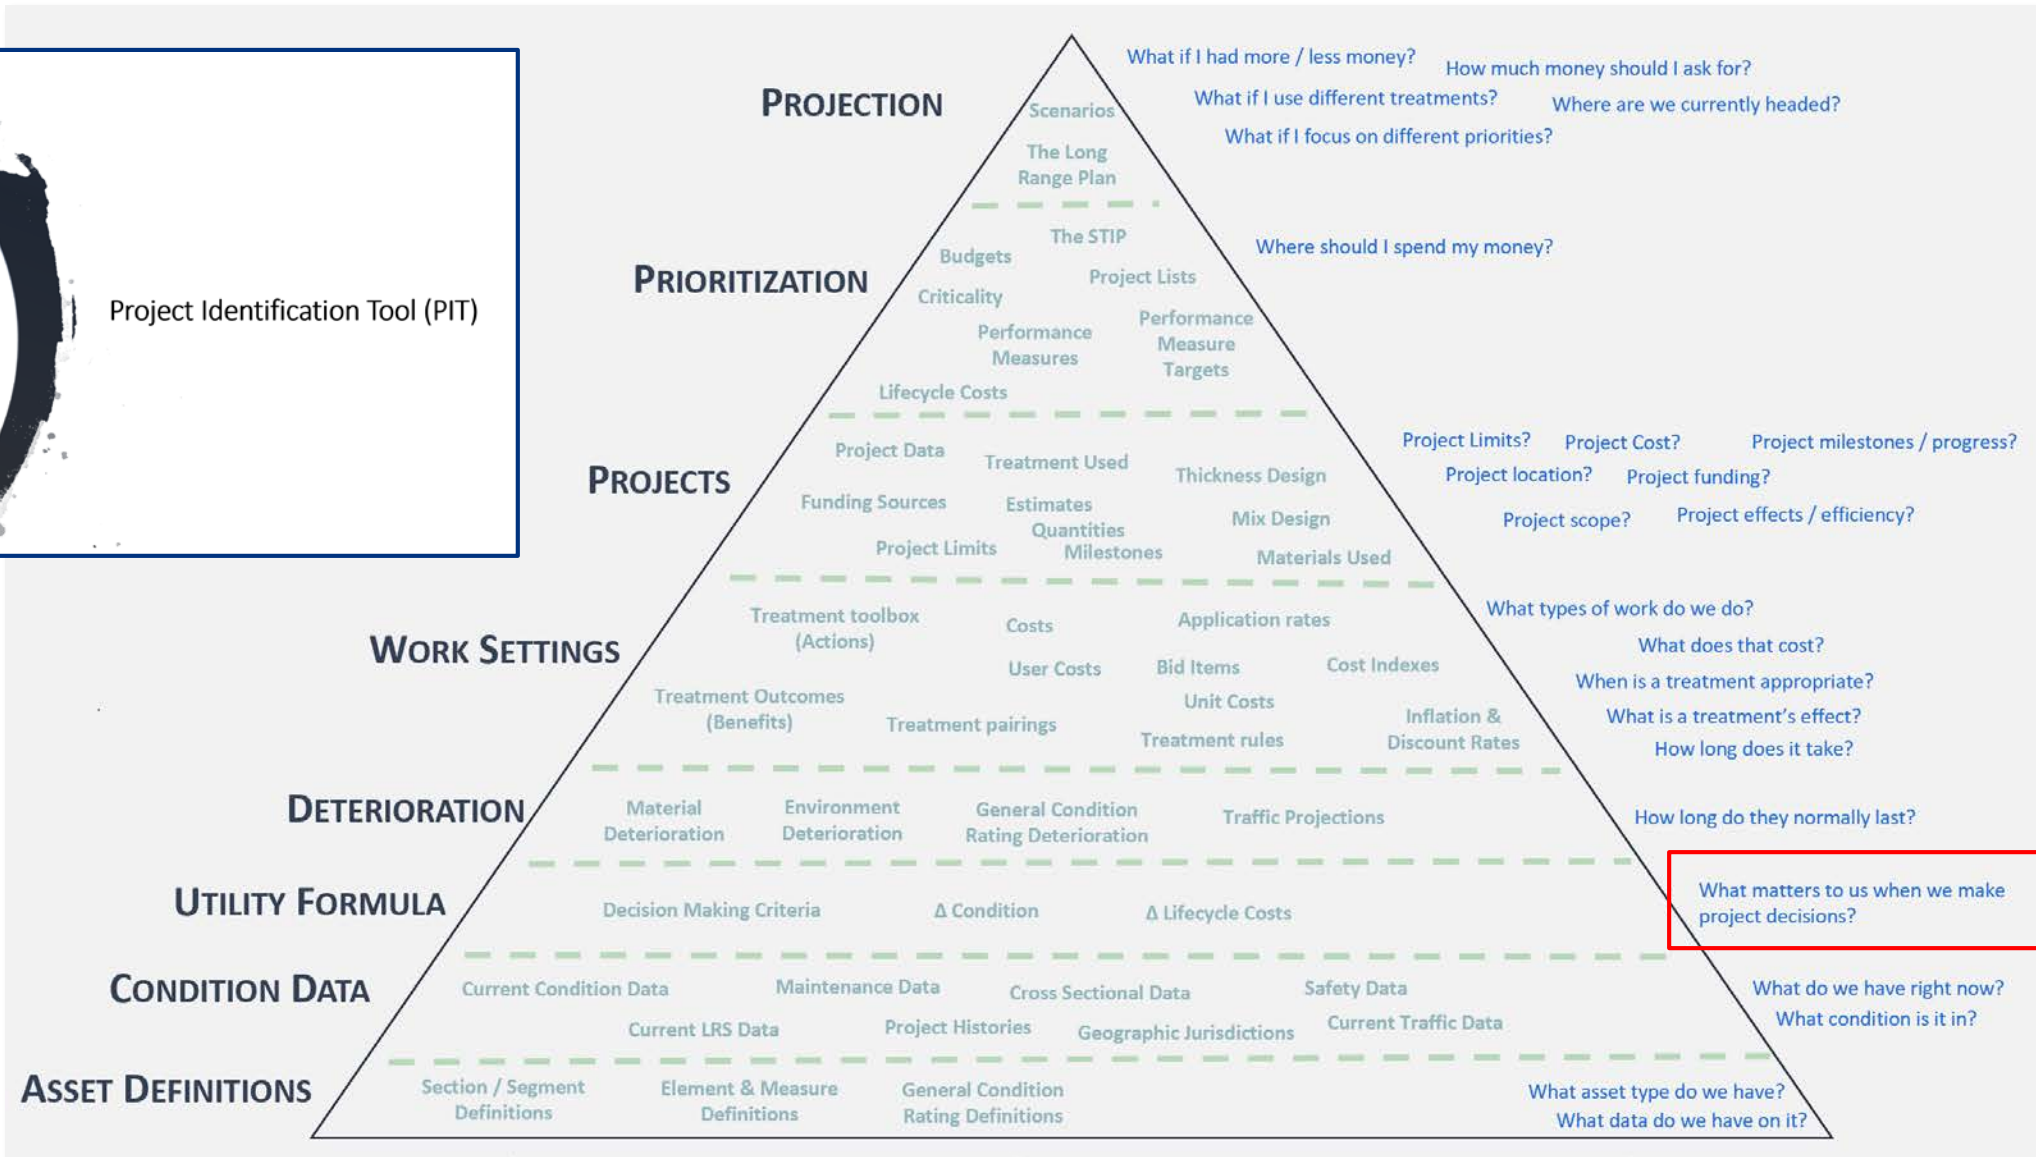 Project Identification Tool (PIT)
PROJECTION
Scenarios
The Long
Range Plan
What if I had more / less money?
How much money should I ask for?
What if I use different treatments?
Where are we currently headed?
What if I focus on different priorities?
PRIORITIZATION
The STIP
Budgets
Project Lists
Criticality
Performance
Measures
Performance
Measure
Targets
Lifecycle Costs
Where should I spend my money?
PROJECTS
Project Data
Treatment Used
Thickness Design
Funding Sources
Estimates
Quantities
Mix Design
Project Limits
Milestones
Materials Used
Project Limits?
Project Cost?
Project milestones / progress?
Project location?
Project funding?
Project scope?
Project effects / efficiency?
WORK SETTINGS
Treatment toolbox
(Actions)
Costs
Application rates
User Costs
Bid Items
Cost Indexes
Treatment Outcomes
(Benefits)
Treatment pairings
Unit Costs
Treatment rules
Inflation &
Discount Rates
What types of work do we do?
What does that cost?
When is a treatment appropriate?
What is a treatment's effect?
How long does it take?
DETERIORATION
Material
Deterioration
Environment
Deterioration
General Condition
Rating Deterioration
Traffic Projections
How long do they normally last?
UTILITY FORMULA
Decision Making Criteria
Δ Condition
Δ Lifecycle Costs
What matters to us when we make
project decisions?
CONDITION DATA
Current Condition Data
Maintenance Data
Cross Sectional Data
Safety Data
Current LRS Data
Project Histories
Geographic Jurisdictions
Current Traffic Data
What do we have right now?
What condition is it in?
ASSET DEFINITIONS
Section / Segment
Definitions
Element & Measure
Definitions
General Condition
Rating Definitions
What asset type do we have?
What data do we have on it?